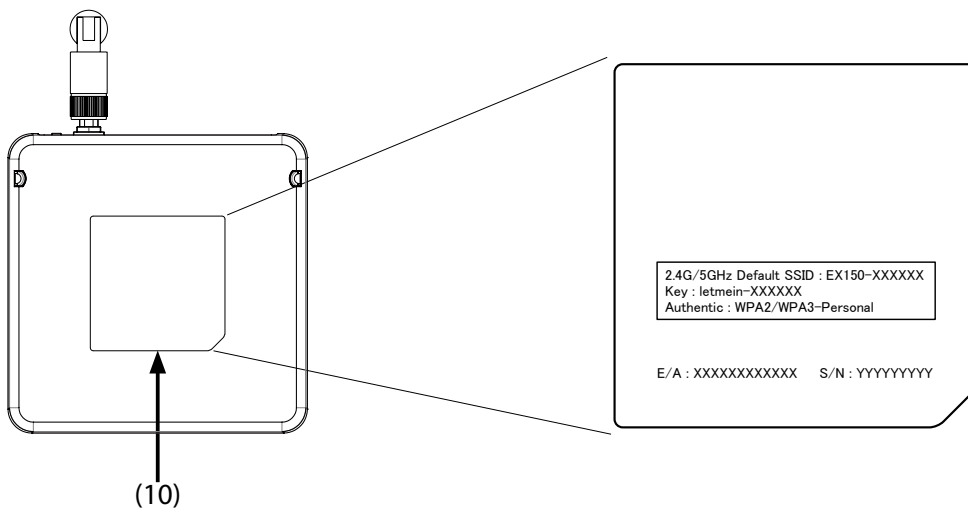 2.4G/5GHz Default SSID : EX150-XXXXXX
Key : letmein-XXXXXX
Authentic : WPA2/WPA3-Personal
E/A : XXXXXXXXXXXX S/N : YYYYYYYYY
(10)